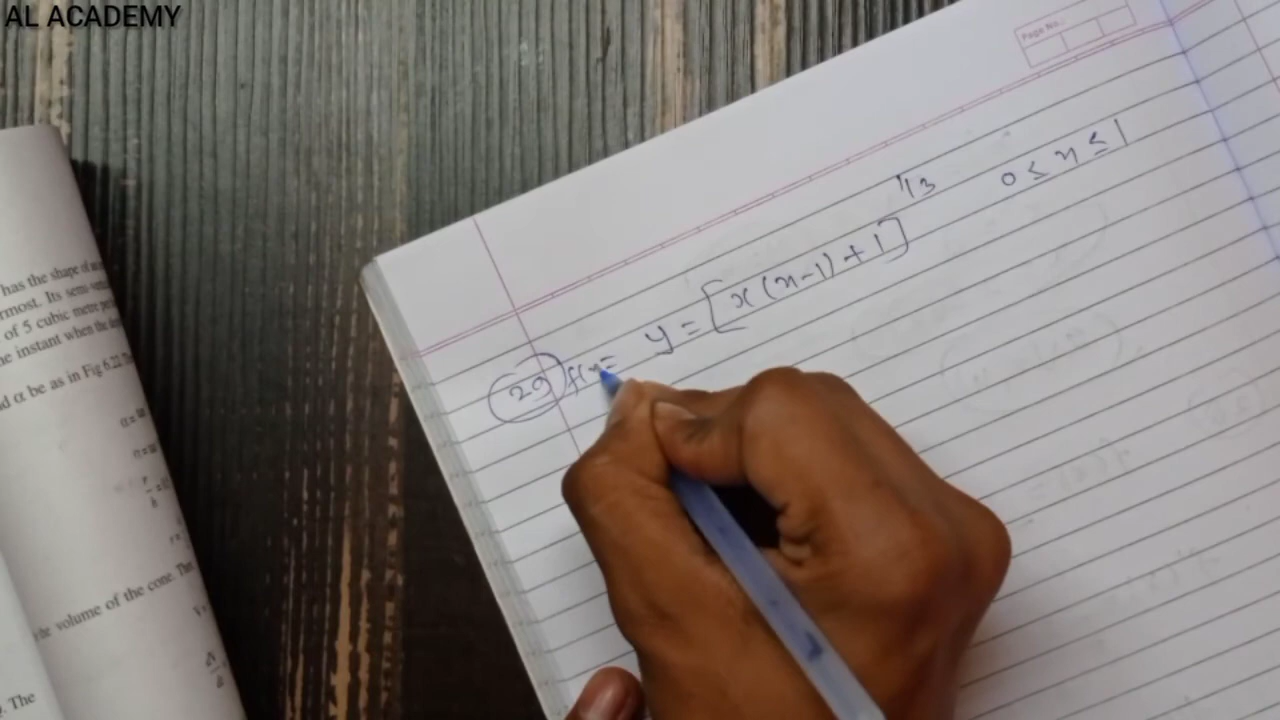 AL ACADEMY
Page No.:
has the shape of
rmost. Its semi-
of 5 cubic metre
he instant when the
nd α be as in Fig 6.22
α =
α =
r
h
the volume of the cone.
V =
The
29 f(x)= y = [x(x-1)+1]^1/3 0 ≤ x ≤ 1